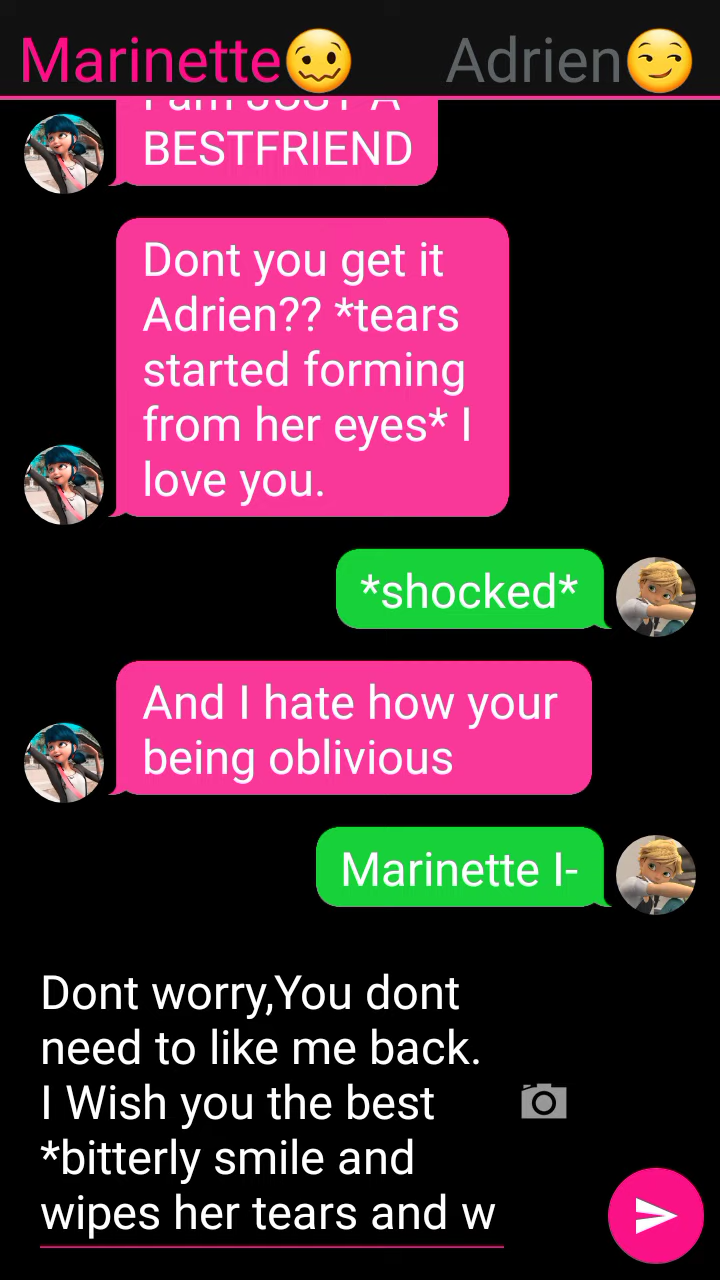 Marinette🥴 Adrien😏
I am JUST A
BESTFRIEND
Dont you get it
Adrien?? *tears
started forming
from her eyes* I
love you.
*shocked*
And I hate how your
being oblivious
Marinette I-
Dont worry,You dont
need to like me back.
I Wish you the best
*bitterly smile and
wipes her tears and w